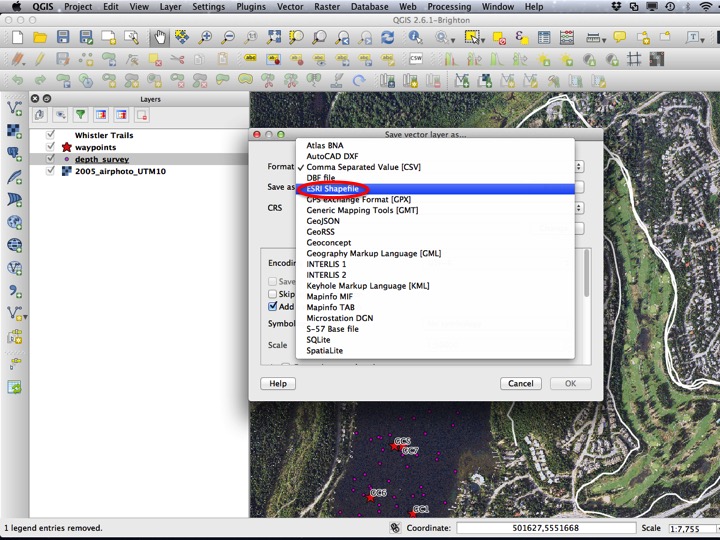 QGIS Project Edit View Layer Settings Plugins Vector Raster Database Web Processing Window Help
QGIS 2.6.1-Brighton
Layers
Whistler Trails
waypoints
depth_survey
2005_airphoto_UTM10
Save vector layer as...
Format
Save as
CRS
Atlas BNA
AutoCAD DXF
Comma Separated Value [CSV]
DBF file
ESRI Shapefile
GPS eXchange Format [GPX]
Generic Mapping Tools [GMT]
GeoJSON
GeoRSS
Geoconcept
Geography Markup Language [GML]
INTERLIS 1
INTERLIS 2
Keyhole Markup Language [KML]
Mapinfo MIF
Mapinfo TAB
Microstation DGN
S-57 Base file
SQLite
SpatiaLite
Encodin
Save
Skip
Add
Symbo
Scale
Help
Cancel
OK
GC5
GC7
GC6
GC1
1 legend entries removed.
Coordinate:
501627,5551668
Scale
1:7,755